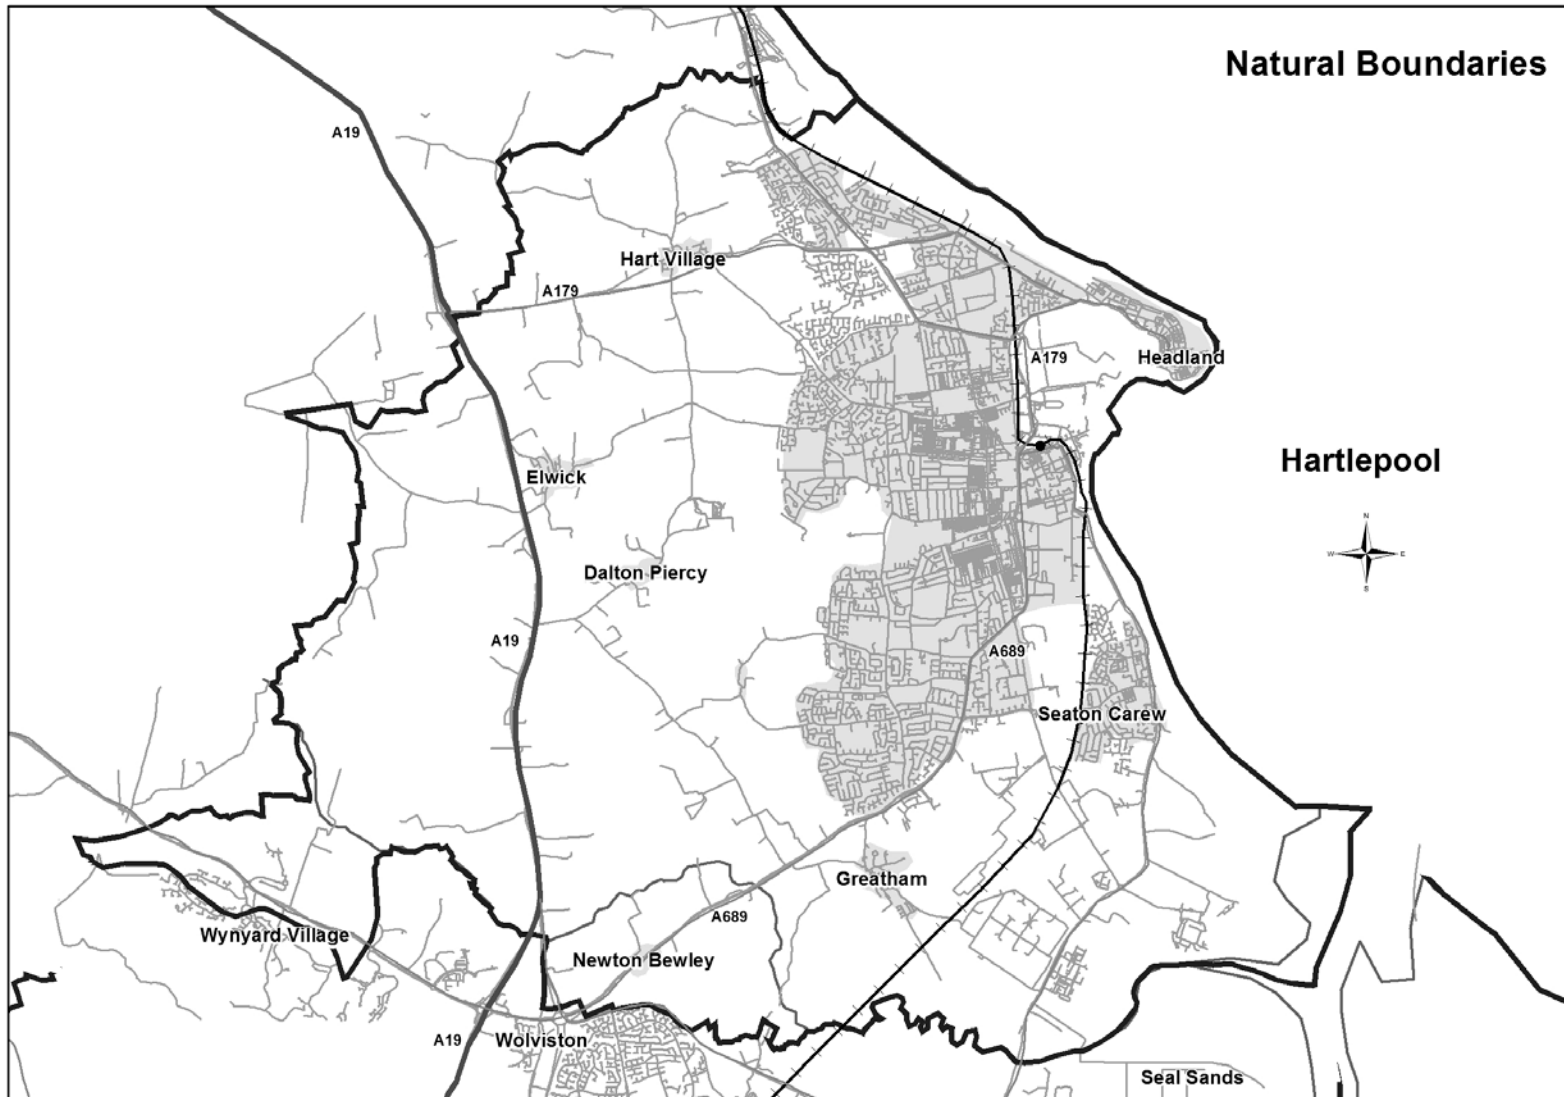 Natural Boundaries
A19
Hart Village
A179
A179
Headland
Hartlepool
Elwick
N
W E
S
Dalton Piercy
A19
A689
Seaton Carew
Greatham
A689
Wynyard Village
Newton Bewley
A19
Wolviston
Seal Sands